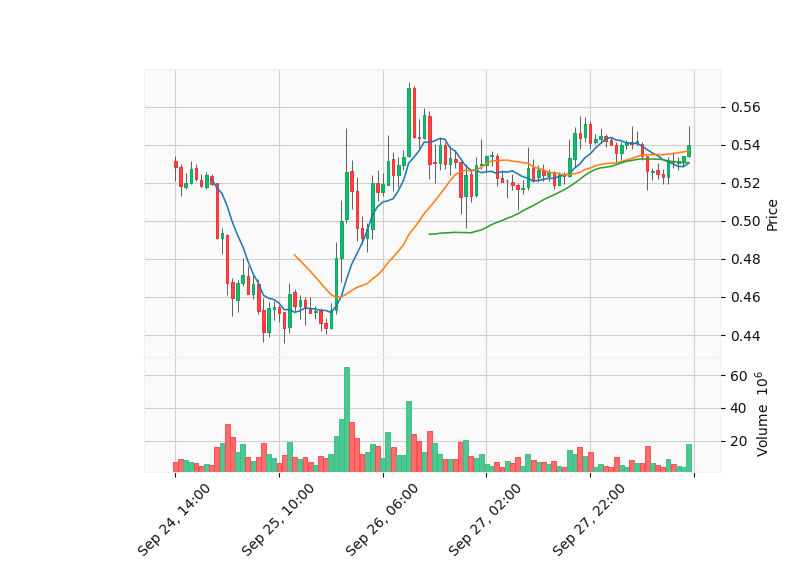 0.56
0.54
0.52
0.50
0.48
0.46
0.44
Price
60
40
20
Volume 10⁶
Sep 24, 14:00
Sep 25, 10:00
Sep 26, 06:00
Sep 27, 02:00
Sep 27, 22:00